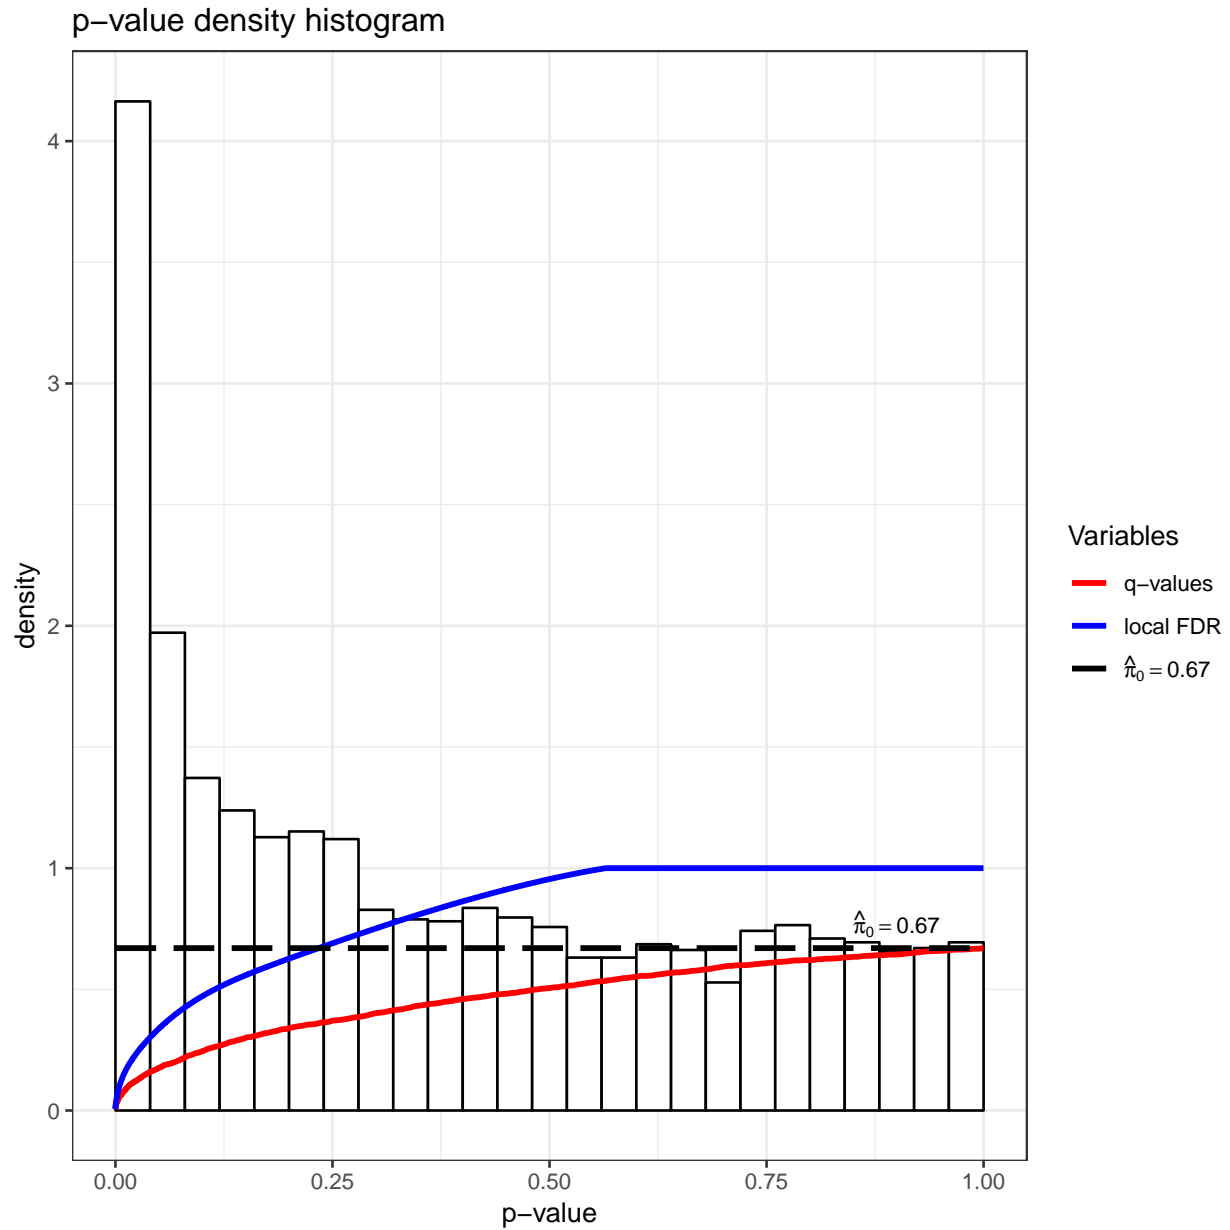 p−value density histogram
4
3
2
1
0
density
π̂₀ = 0.67
0.00 0.25 0.50 0.75 1.00
p−value
Variables
q−values
local FDR
π̂₀ = 0.67